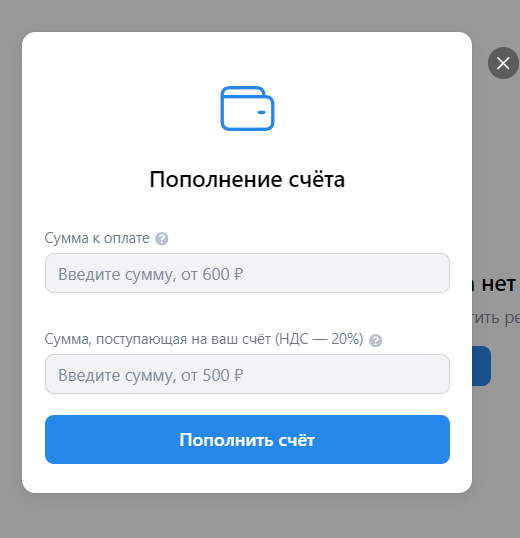 Пополнение счёта
Сумма к оплате ?
Введите сумму, от 600 ₽
нет
Сумма, поступающая на ваш счёт (НДС — 20%) ?
Введите сумму, от 500 ₽
Пополнить счёт